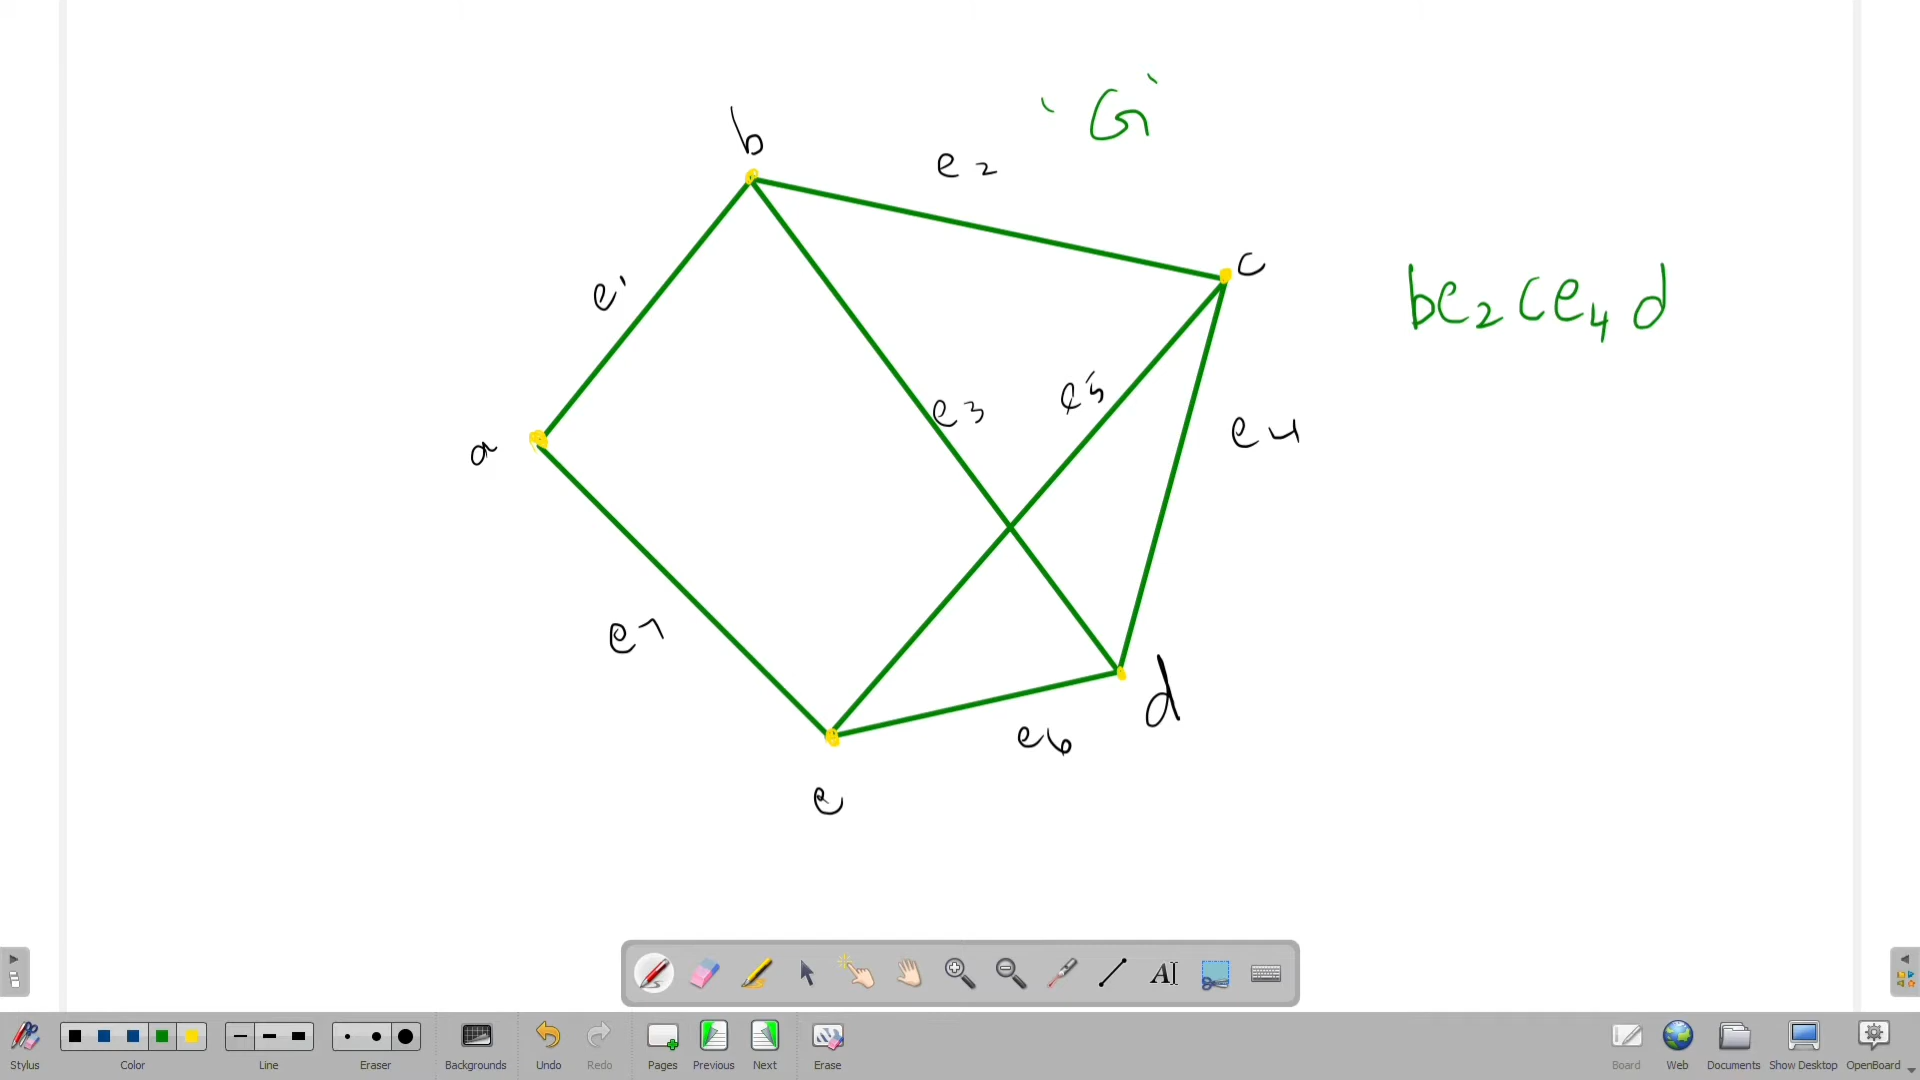 ' G '
b
e2
c
e1
be2ce4d
e5
e3
e4
a
e7
d
e6
e
Stylus
Color
Line
Eraser
Backgrounds
Undo
Redo
Pages
Previous
Next
Erase
Board
Web
Documents
Show Desktop
OpenBoard